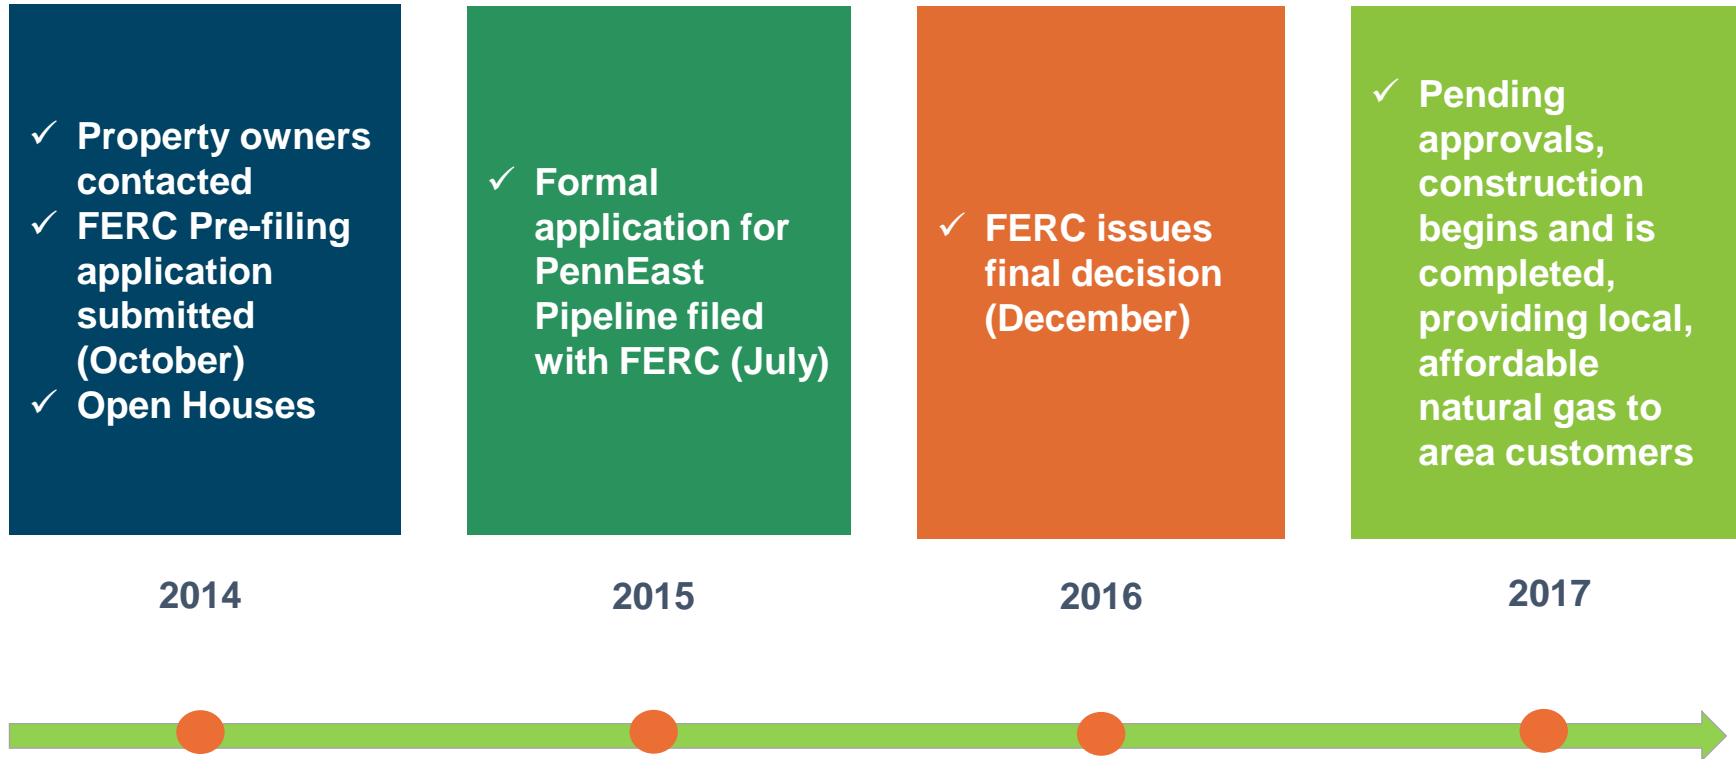 ✓ Property owners
contacted
✓ FERC Pre-filing
application
submitted
(October)
✓ Open Houses
✓ Formal
application for
PennEast
Pipeline filed
with FERC (July)
✓ FERC issues
final decision
(December)
✓ Pending
approvals,
construction
begins and is
completed,
providing local,
affordable
natural gas to
area customers
2014
2015
2016
2017